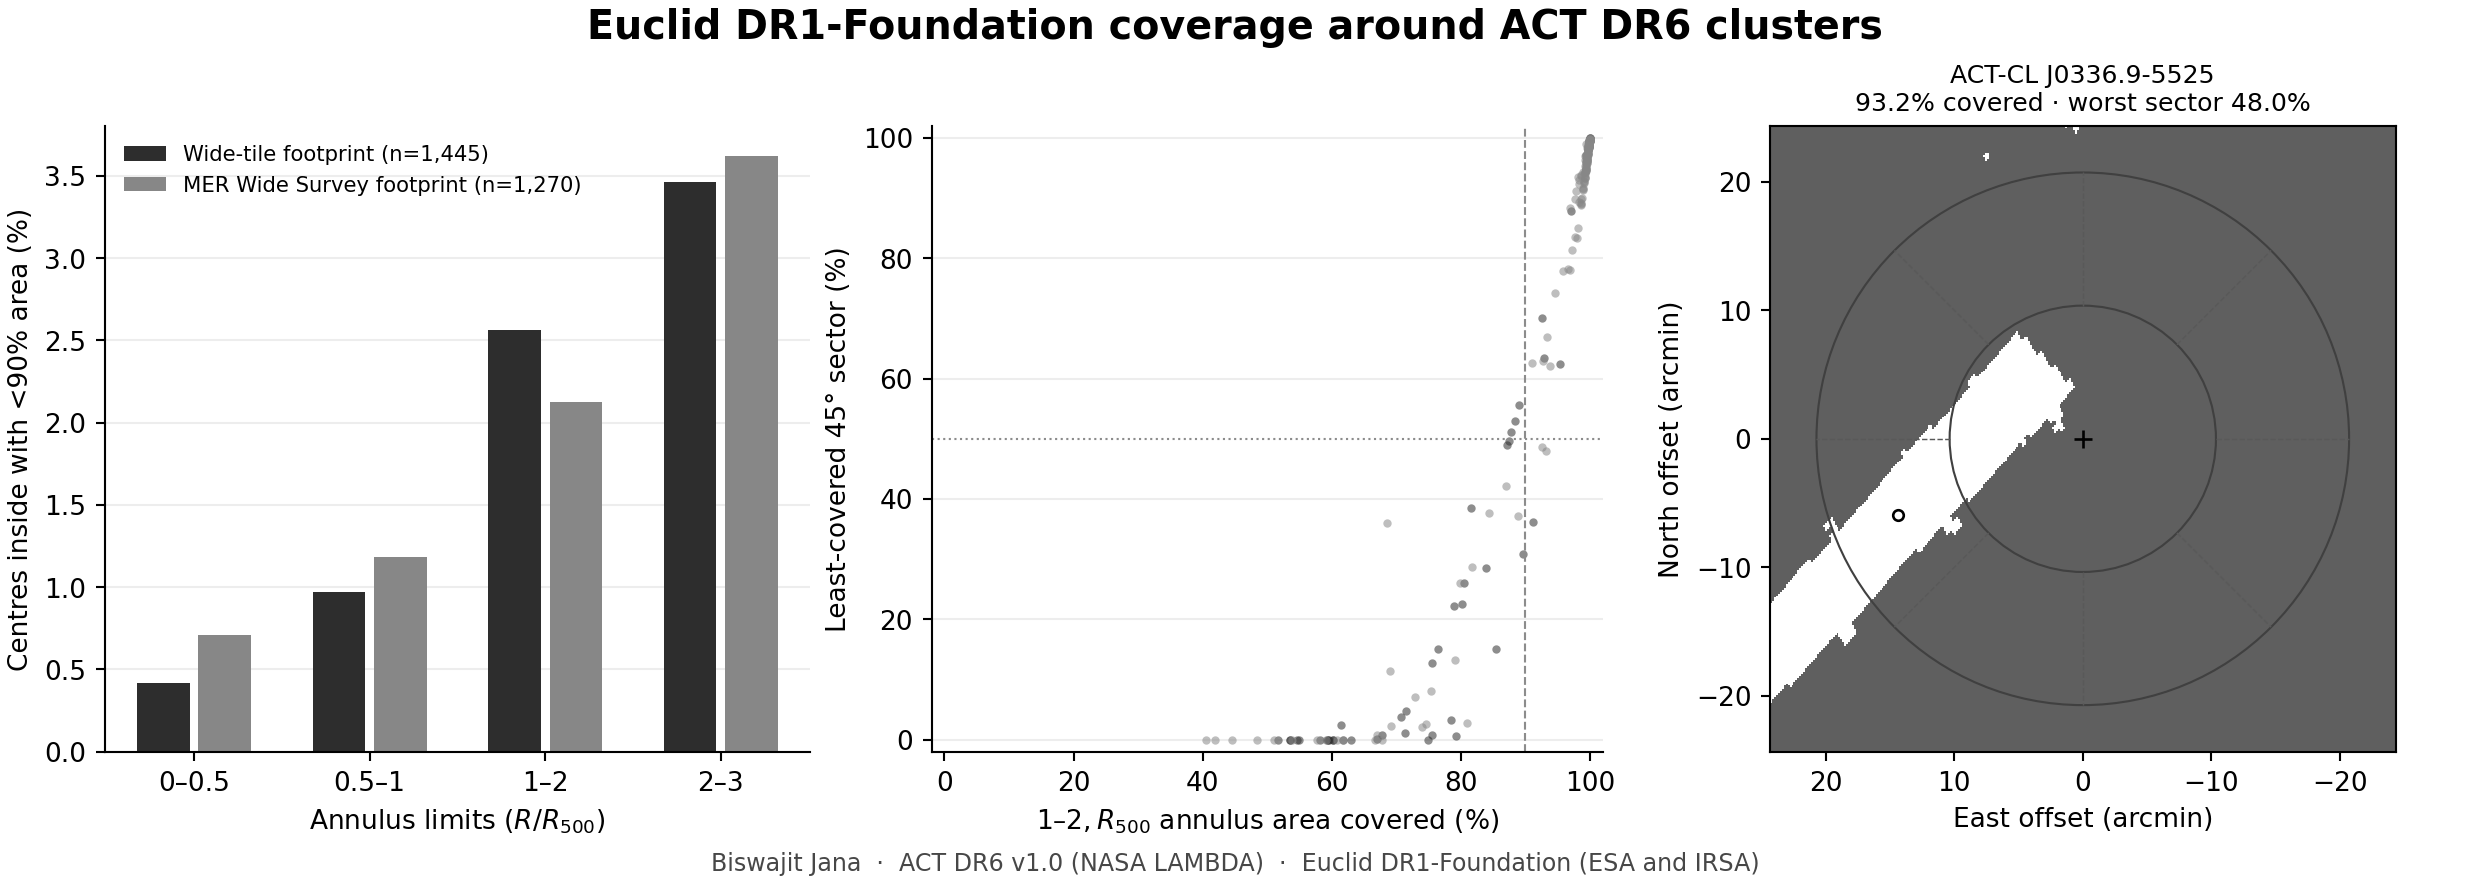 Euclid DR1-Foundation coverage around ACT DR6 clusters
Centres inside with <90% area (%)
3.5
3.0
2.5
2.0
1.5
1.0
0.5
0.0
Wide-tile footprint (n=1,445)
MER Wide Survey footprint (n=1,270)
0–0.5
0.5–1
1–2
2–3
Annulus limits (R/R500)
Least-covered 45° sector (%)
100
80
60
40
20
0
0
20
40
60
80
100
1–2, R500 annulus area covered (%)
ACT-CL J0336.9-5525
93.2% covered · worst sector 48.0%
North offset (arcmin)
20
10
0
−10
−20
20
10
0
−10
−20
East offset (arcmin)
Biswajit Jana · ACT DR6 v1.0 (NASA LAMBDA) · Euclid DR1-Foundation (ESA and IRSA)